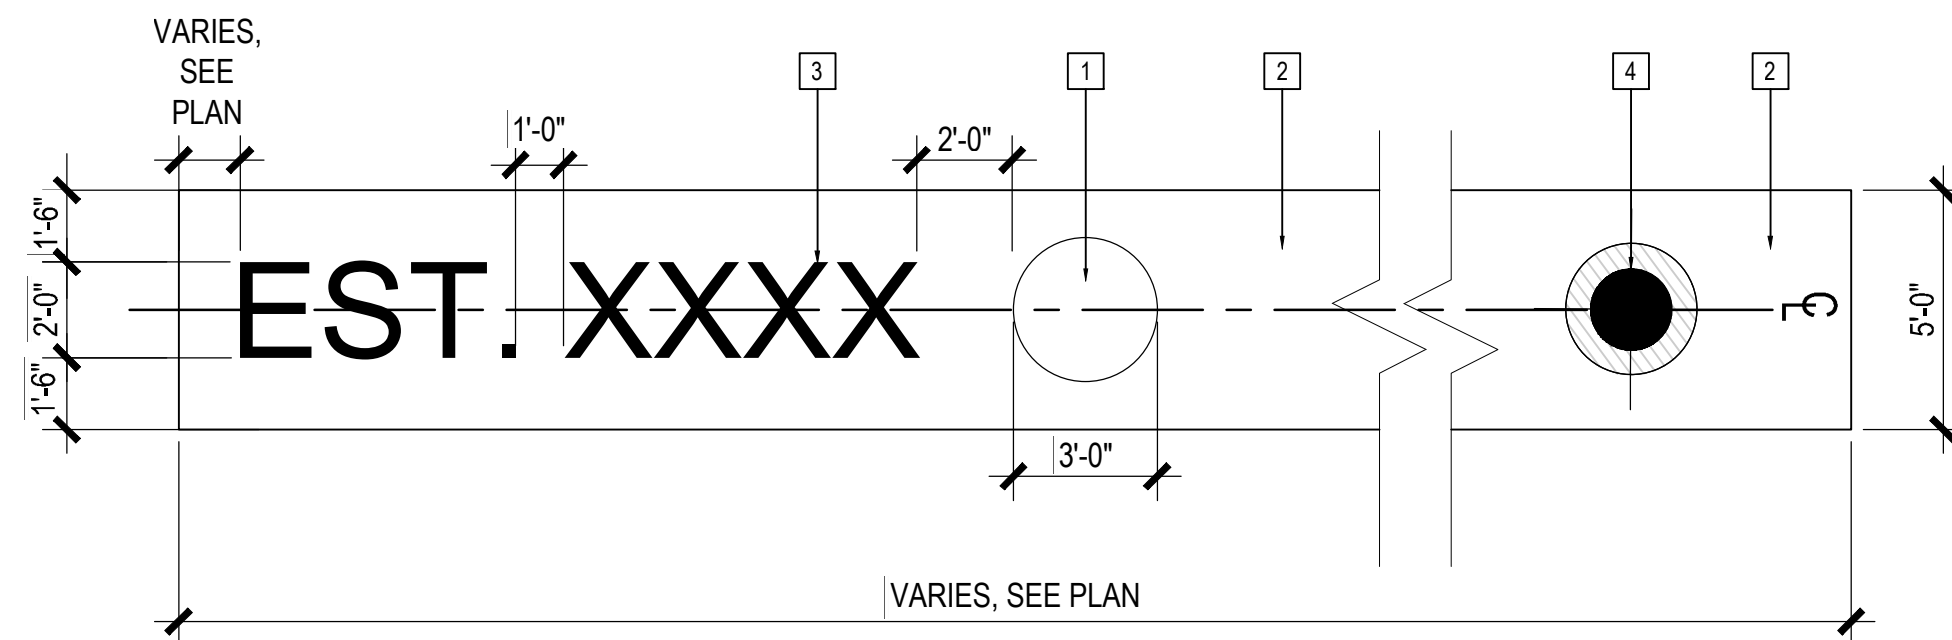 VARIES,
SEE
PLAN
3
1
2
4
2
1'-0"
2'-0"
1'-6"
2'-0"
1'-6"
EST. XXXX
CL
5'-0"
3'-0"
VARIES, SEE PLAN